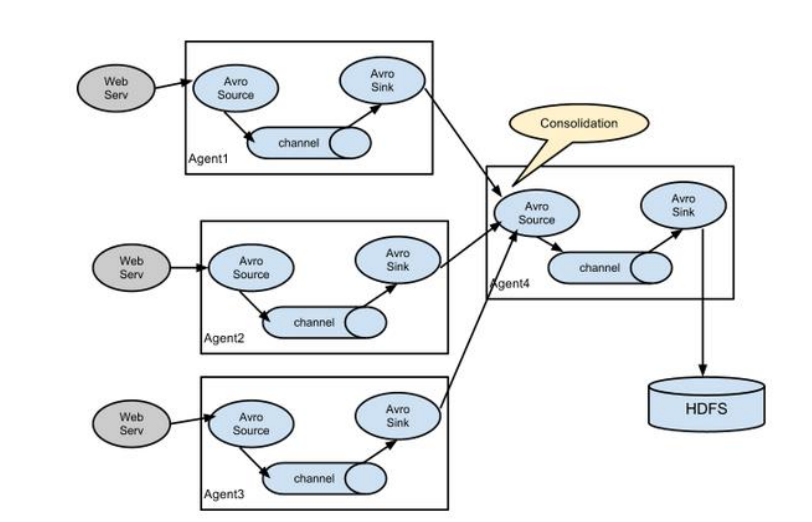 Web
Serv
Avro
Source
Avro
Sink
channel
Agent1
Consolidation
Avro
Source
Avro
Sink
channel
Agent4
Web
Serv
Avro
Source
Avro
Sink
channel
Agent2
HDFS
Web
Serv
Avro
Source
Avro
Sink
channel
Agent3